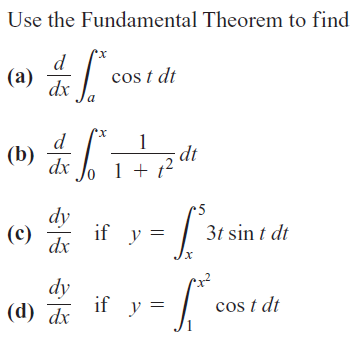 Use the Fundamental Theorem to find
(a) \frac{d}{dx} \int_a^x \cos t \, dt
(b) \frac{d}{dx} \int_0^x \frac{1}{1 + t^2} \, dt
(c) \frac{dy}{dx} if y = \int_x^5 3t \sin t \, dt
(d) \frac{dy}{dx} if y = \int_1^{x^2} \cos t \, dt